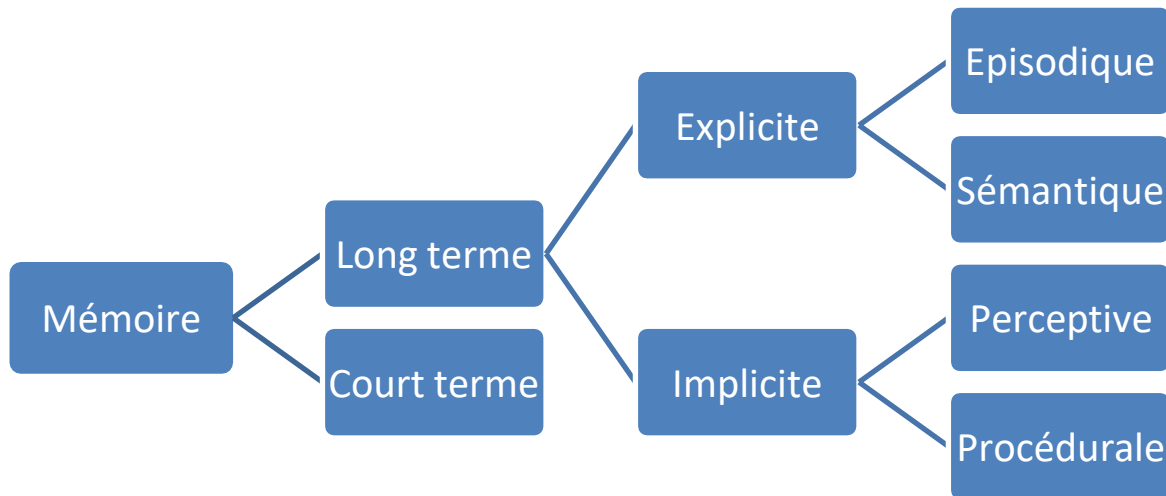 Mémoire
Long terme
Court terme
Explicite
Implicite
Episodique
Sémantique
Perceptive
Procédurale